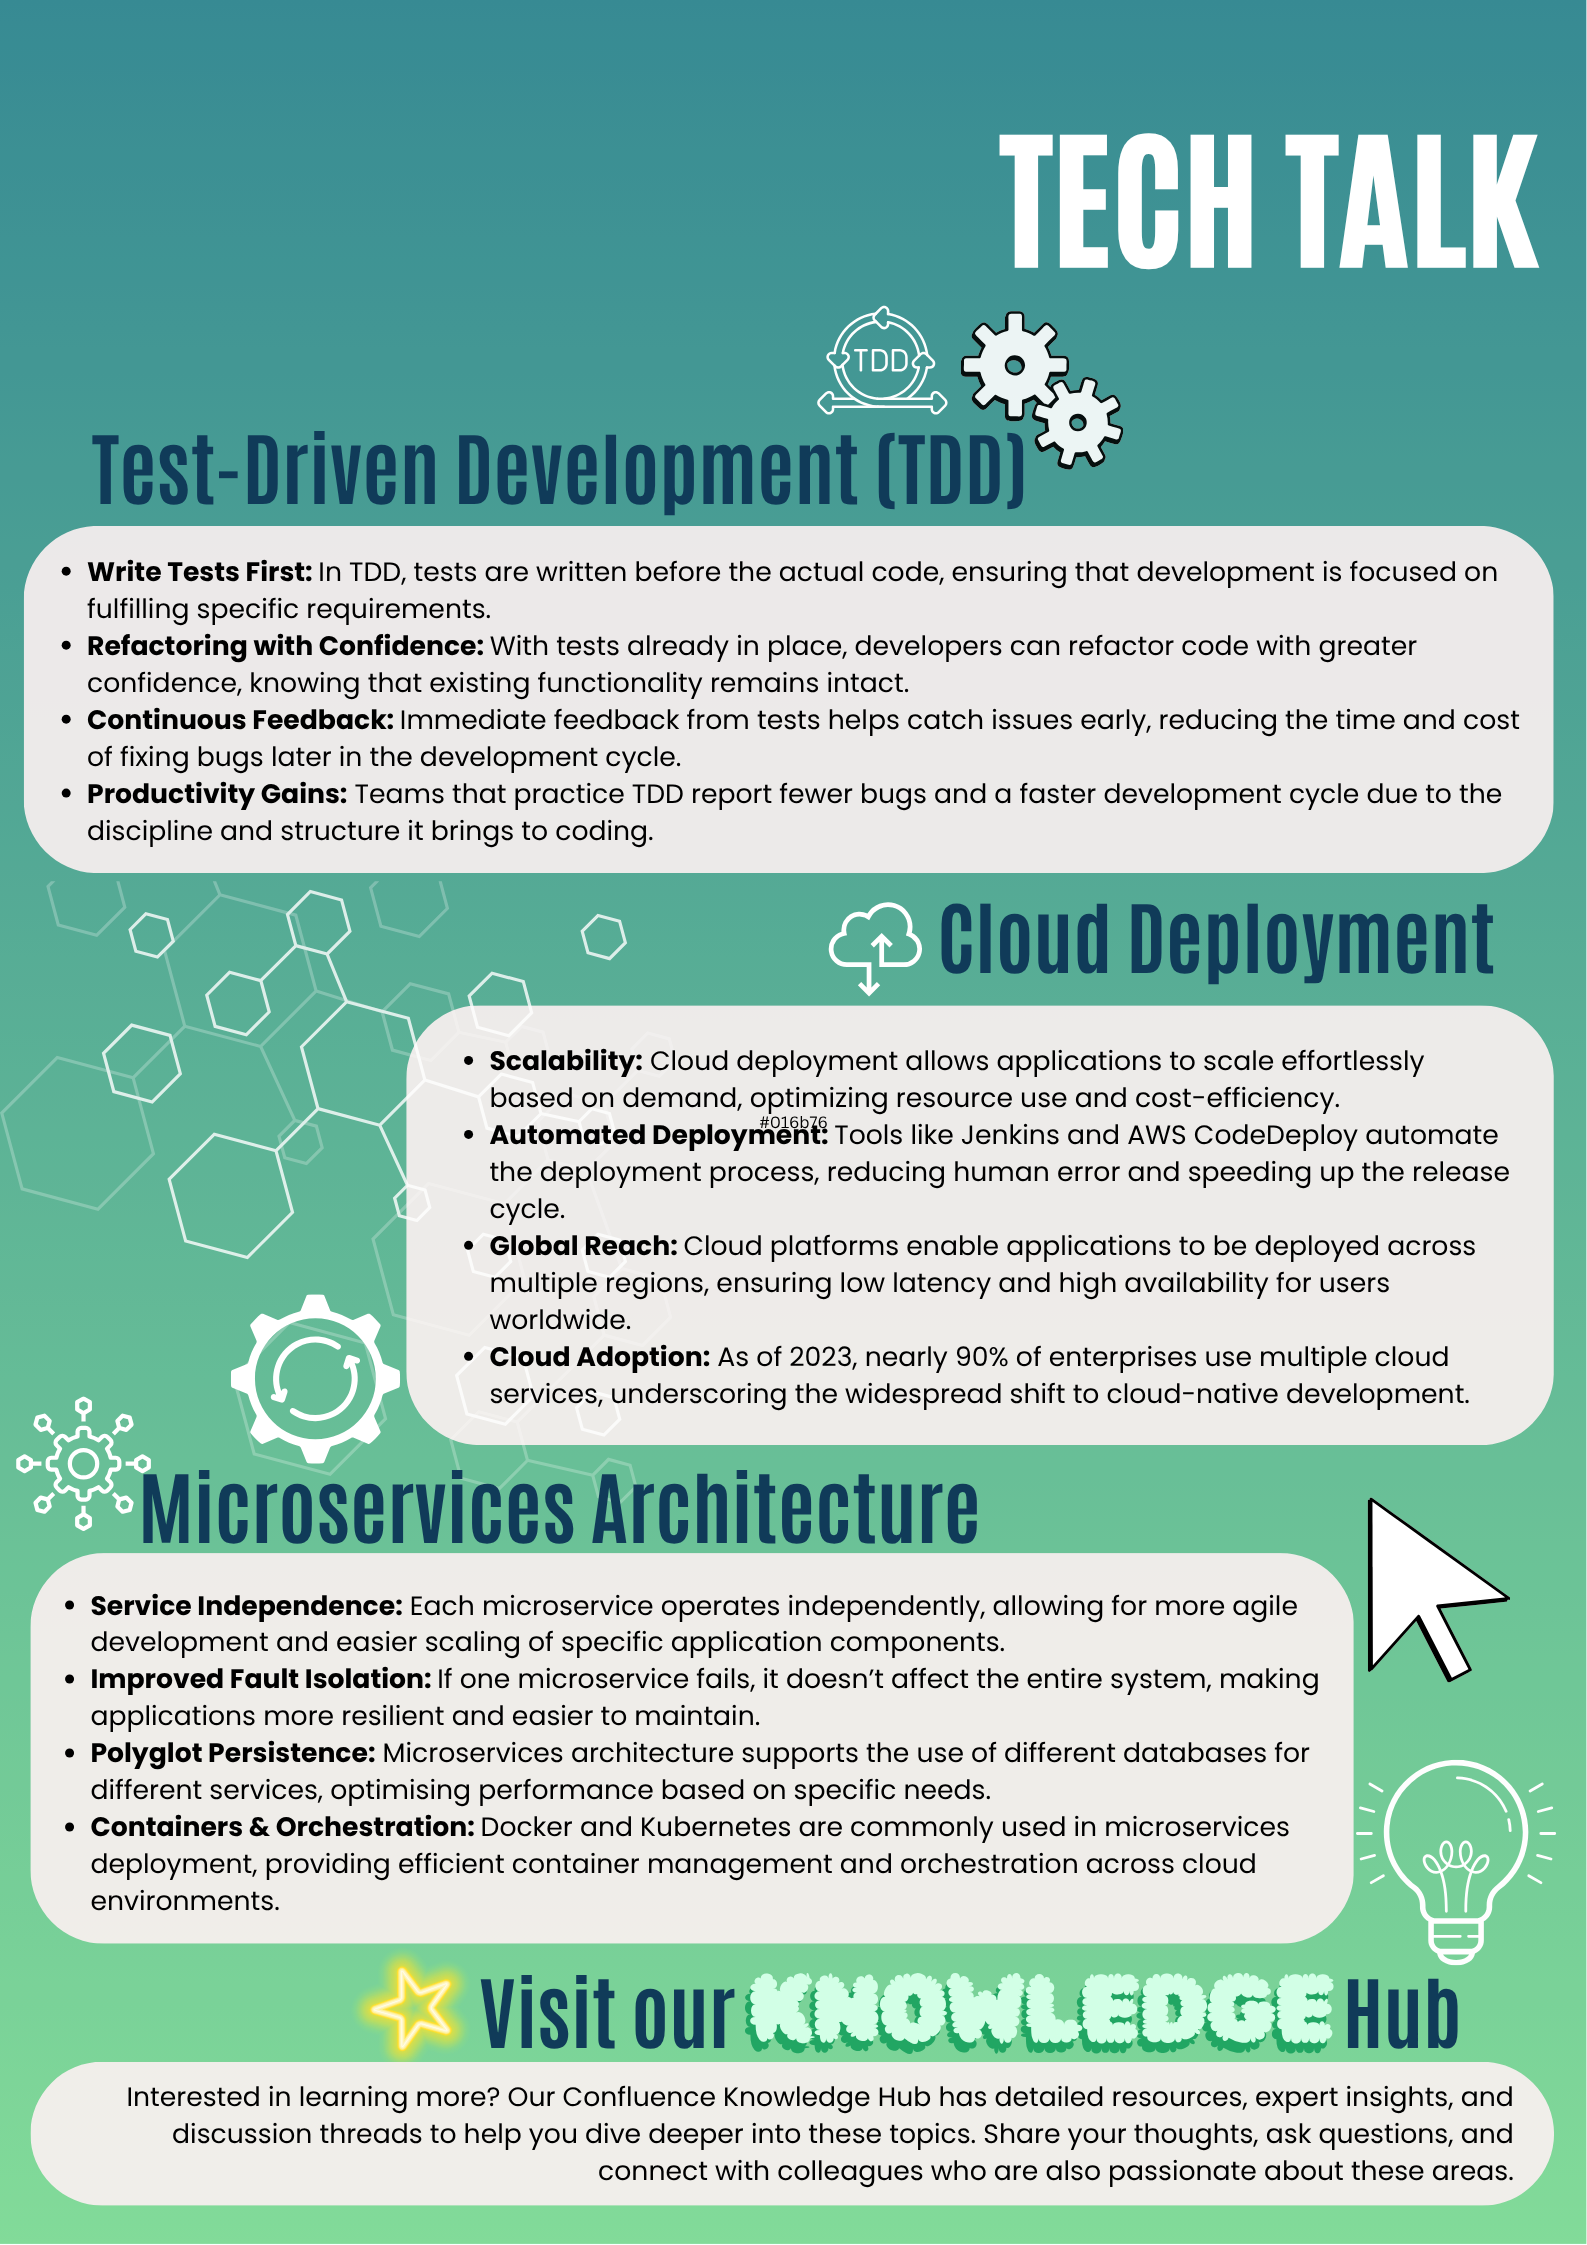 TECH TALK
TDD
Test-Driven Development (TDD)
• Write Tests First: In TDD, tests are written before the actual code, ensuring that development is focused on
fulfilling specific requirements.
• Refactoring with Confidence: With tests already in place, developers can refactor code with greater
confidence, knowing that existing functionality remains intact.
• Continuous Feedback: Immediate feedback from tests helps catch issues early, reducing the time and cost
of fixing bugs later in the development cycle.
• Productivity Gains: Teams that practice TDD report fewer bugs and a faster development cycle due to the
discipline and structure it brings to coding.
Cloud Deployment
• Scalability: Cloud deployment allows applications to scale effortlessly
based on demand, optimizing resource use and cost-efficiency.
#016b76
• Automated Deployment: Tools like Jenkins and AWS CodeDeploy automate
the deployment process, reducing human error and speeding up the release
cycle.
• Global Reach: Cloud platforms enable applications to be deployed across
multiple regions, ensuring low latency and high availability for users
worldwide.
• Cloud Adoption: As of 2023, nearly 90% of enterprises use multiple cloud
services, underscoring the widespread shift to cloud-native development.
Microservices Architecture
• Service Independence: Each microservice operates independently, allowing for more agile
development and easier scaling of specific application components.
• Improved Fault Isolation: If one microservice fails, it doesn’t affect the entire system, making
applications more resilient and easier to maintain.
• Polyglot Persistence: Microservices architecture supports the use of different databases for
different services, optimising performance based on specific needs.
• Containers & Orchestration: Docker and Kubernetes are commonly used in microservices
deployment, providing efficient container management and orchestration across cloud
environments.
Visit our KNOWLEDGE Hub
Interested in learning more? Our Confluence Knowledge Hub has detailed resources, expert insights, and
discussion threads to help you dive deeper into these topics. Share your thoughts, ask questions, and
connect with colleagues who are also passionate about these areas.